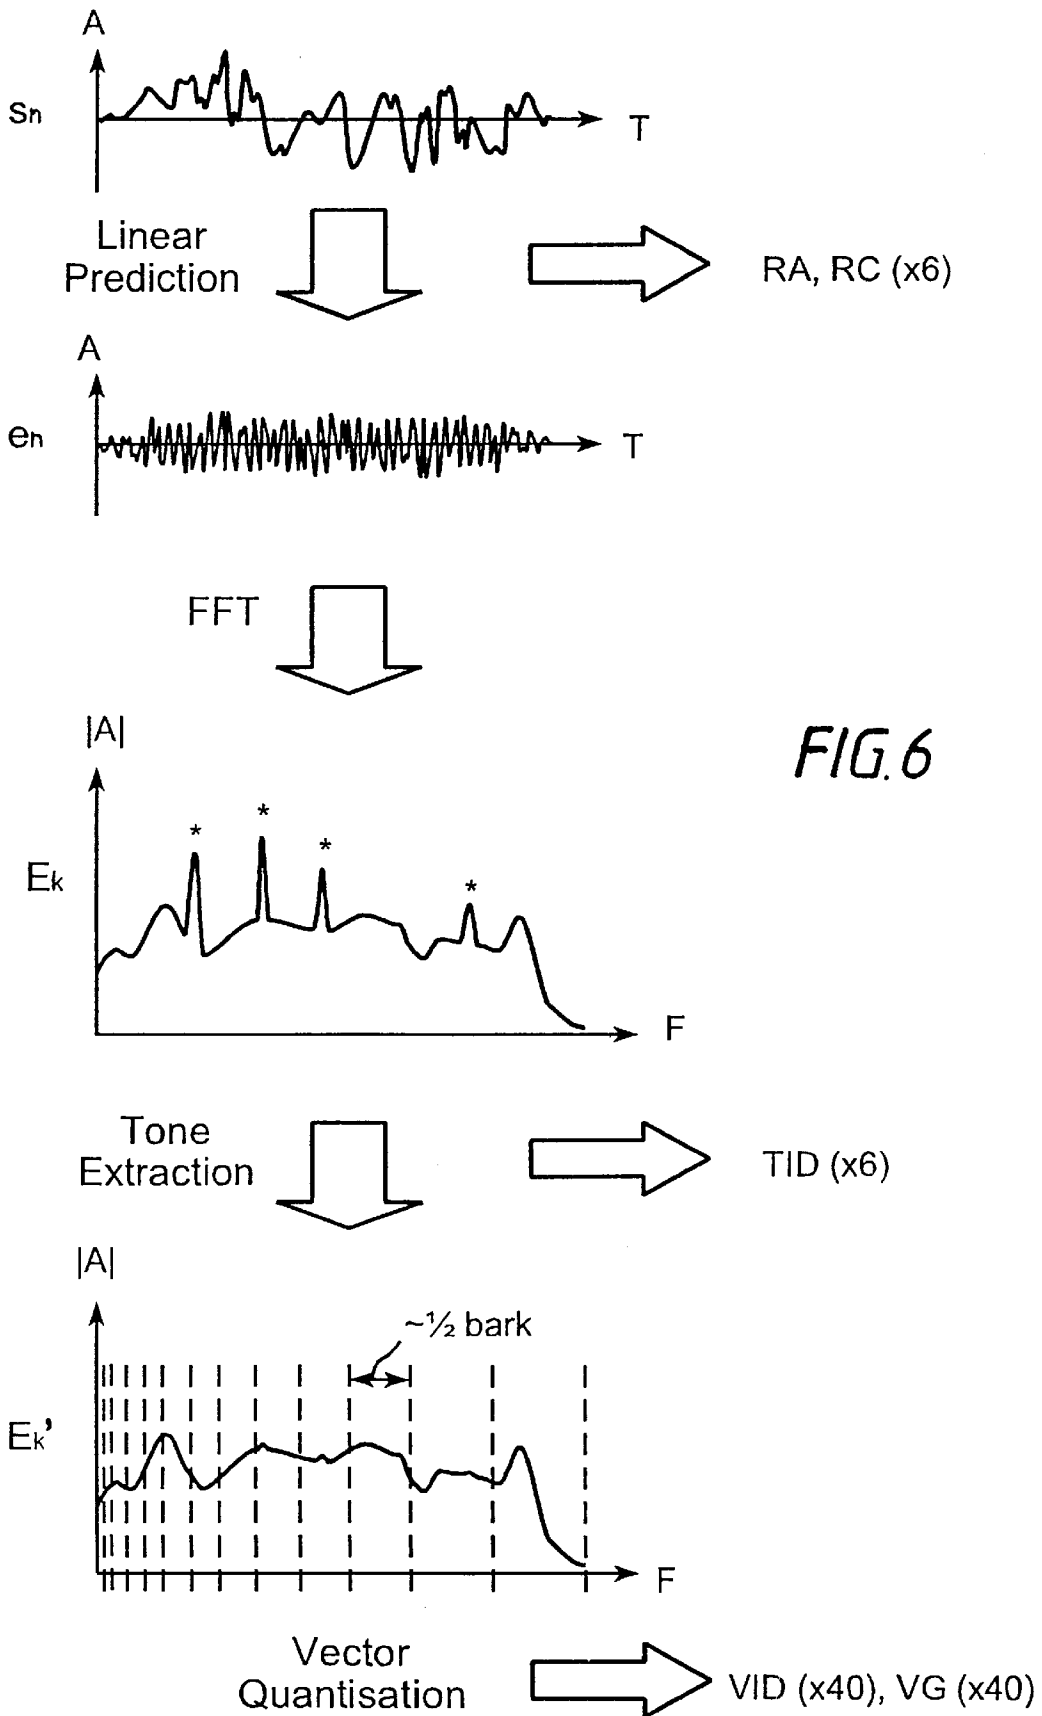 A
sn
T
Linear
Prediction
RA, RC (x6)
A
en
T
FFT
|A|
FIG. 6
*
*
*
*
Ek
F
Tone
Extraction
TID (x6)
|A|
~½ bark
Ek'
F
Vector
Quantisation
VID (x40), VG (x40)